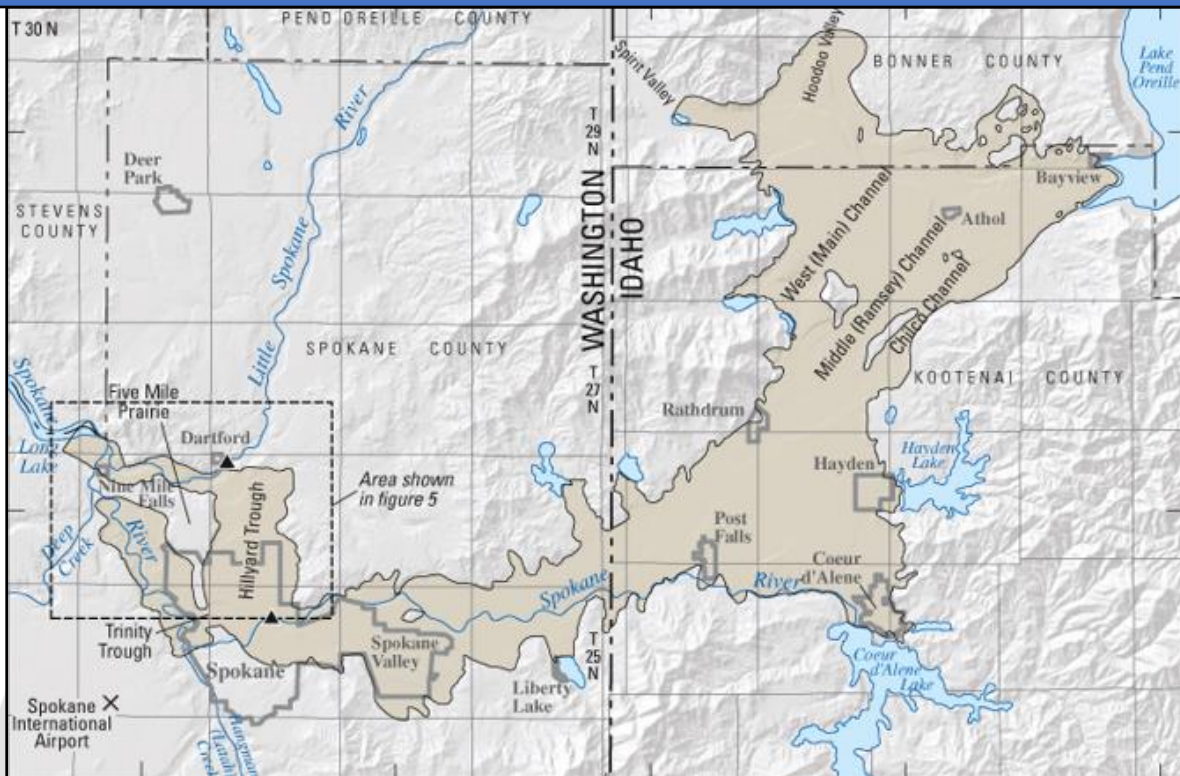 PEND OREILLE COUNTY
T 30 N
Spirit Valley
Hoodoo Valley
BONNER COUNTY
Lake
Pend
Oreille
River
T
29
N
Deer
Park
Bayview
STEVENS
COUNTY
WASHINGTON
IDAHO
Athol
Spokane
West (Main) Channel
Middle (Ramsey) Channel
Chilco Channel
SPOKANE COUNTY
Little
T
27
N
KOOTENAI COUNTY
Spokane
Five Mile
Prairie
Rathdrum
Long
Lake
Dartford
Hayden
Lake
Hayden
Nine Mile
Falls
Area shown
in figure 5
Hillyard Trough
River
Deep
Creek
Post
Falls
Coeur
d'Alene
Spokane
River
Trinity
Trough
Spokane
Spokane
Valley
T
25
N
Coeur
d'Alene
Lake
Liberty
Lake
Spokane
International
Airport
Hangman
(Latah)
Creek